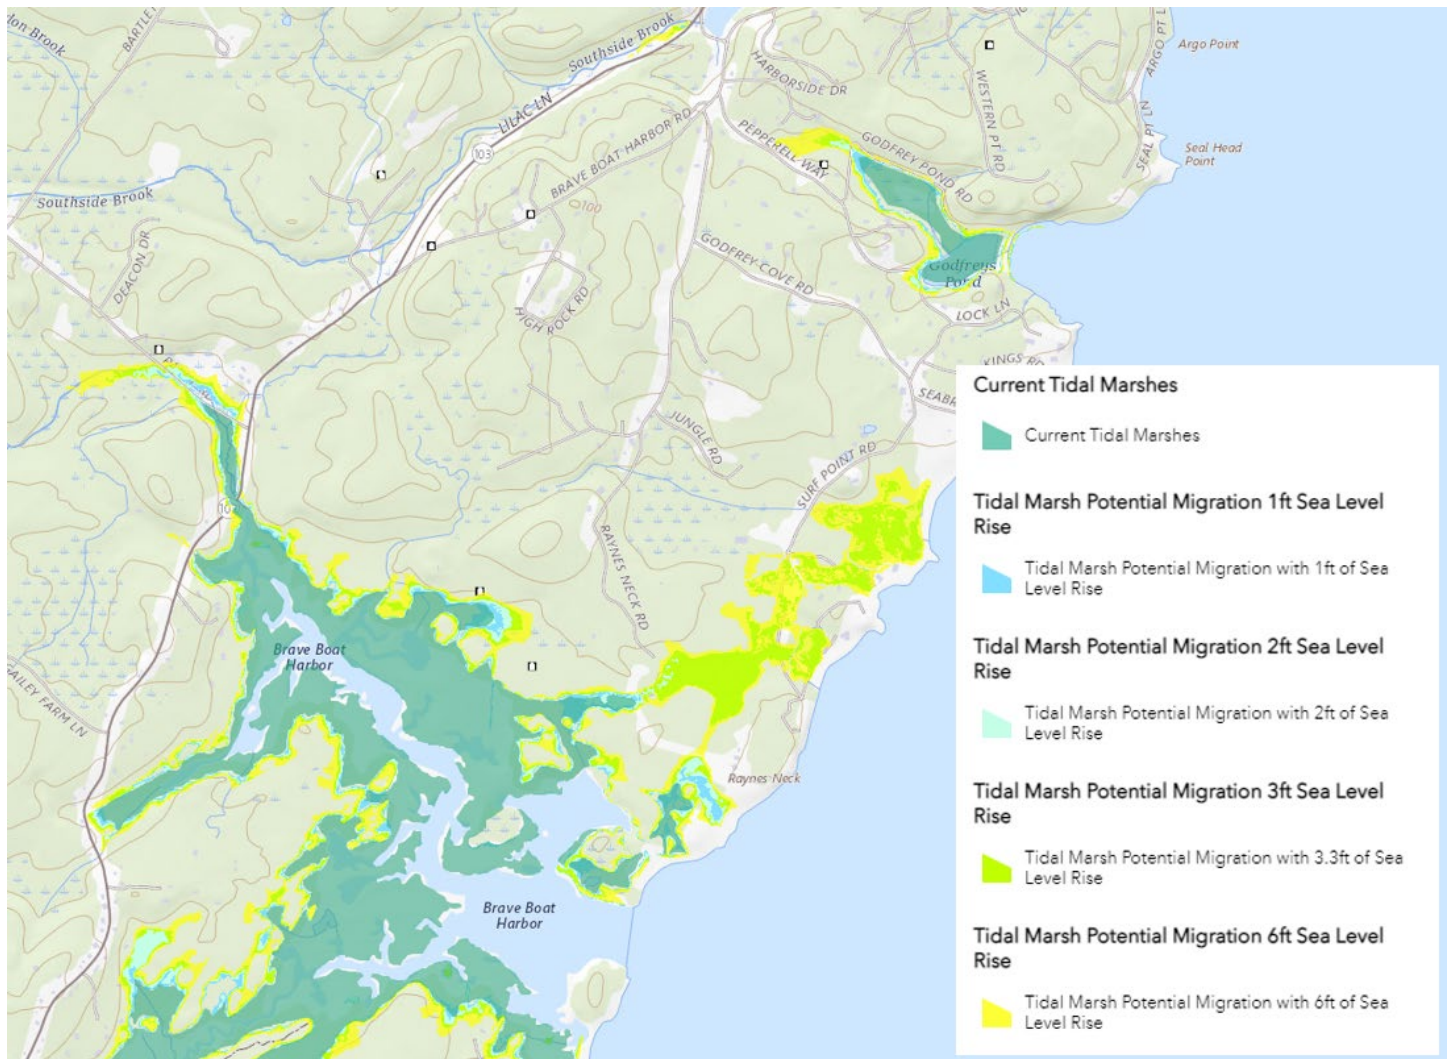 don Brook
BARTLE
Southside Brook
HARBORSIDE DR
ARGO PT L
Argo Point
LILAC LN
103
BRAVE BOAT HARBOR RD
PEPPERELL WAY
GODFREY POND RD
WESTERN PT RD
SEAL PT LN
Seal Head
Point
Southside Brook
100
DEACON DR
GODFREY COVE RD
Godfreys
Pond
HIGH ROCK RD
LOCK LN
KINGS RD
SEABR
JUNGLE RD
SURF POINT RD
RAYNES NECK RD
Brave Boat
Harbor
GAILEY FARM LN
Raynes Neck
Brave Boat
Harbor
Current Tidal Marshes
Current Tidal Marshes
Tidal Marsh Potential Migration 1ft Sea Level
Rise
Tidal Marsh Potential Migration with 1ft of Sea
Level Rise
Tidal Marsh Potential Migration 2ft Sea Level
Rise
Tidal Marsh Potential Migration with 2ft of Sea
Level Rise
Tidal Marsh Potential Migration 3ft Sea Level
Rise
Tidal Marsh Potential Migration with 3.3ft of Sea
Level Rise
Tidal Marsh Potential Migration 6ft Sea Level
Rise
Tidal Marsh Potential Migration with 6ft of Sea
Level Rise